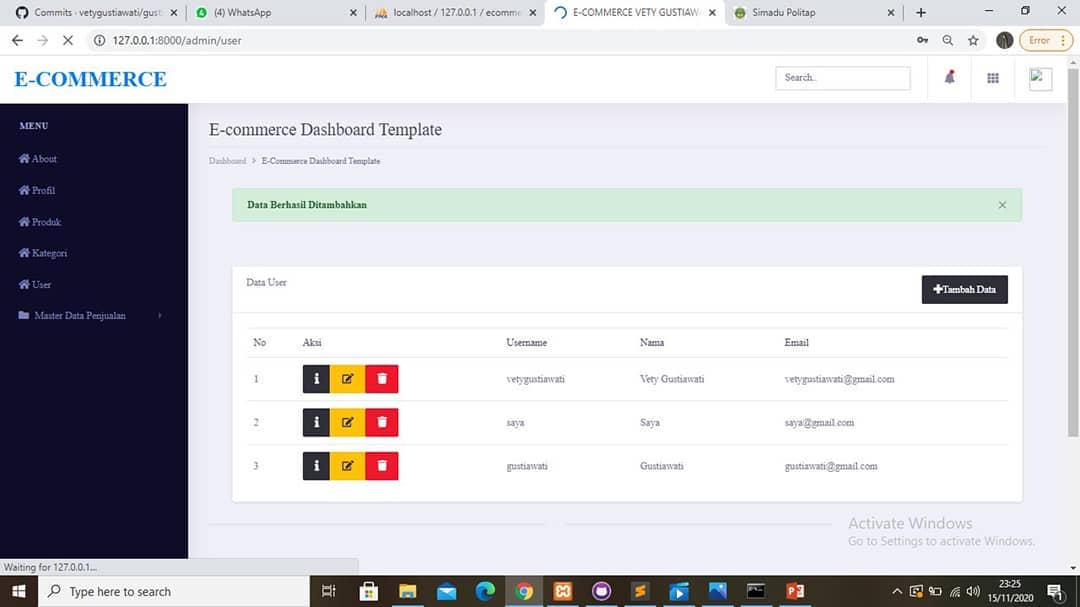 Commits · vetygustiawati/gust
(4) WhatsApp
localhost / 127.0.0.1 / ecomme
E-COMMERCE VETY GUSTIAW
Simadu Politap
127.0.0.1:8000/admin/user
Error
E-COMMERCE
Search..
MENU
About
Profil
Produk
Kategori
User
Master Data Penjualan
E-commerce Dashboard Template
Dashboard > E-Commerce Dashboard Template
Data Berhasil Ditambahkan
Data User
Tambah Data
No Aksi Username Nama Email
1 vetygustiawati Vety Gustiawati vetygustiawati@gmail.com
2 saya Saya saya@gmail.com
3 gustiawati Gustiawati gustiawati@gmail.com
Activate Windows
Go to Settings to activate Windows.
Waiting for 127.0.0.1...
Type here to search
23:25
15/11/2020
1